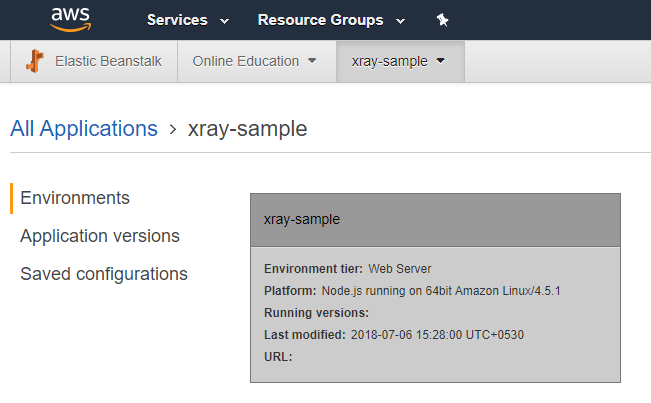 aws Services Resource Groups
Elastic Beanstalk Online Education xray-sample
All Applications > xray-sample
Environments
Application versions
Saved configurations
xray-sample
Environment tier: Web Server
Platform: Node.js running on 64bit Amazon Linux/4.5.1
Running versions:
Last modified: 2018-07-06 15:28:00 UTC+0530
URL: